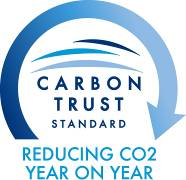 CARBON
TRUST
STANDARD
REDUCING CO2
YEAR ON YEAR